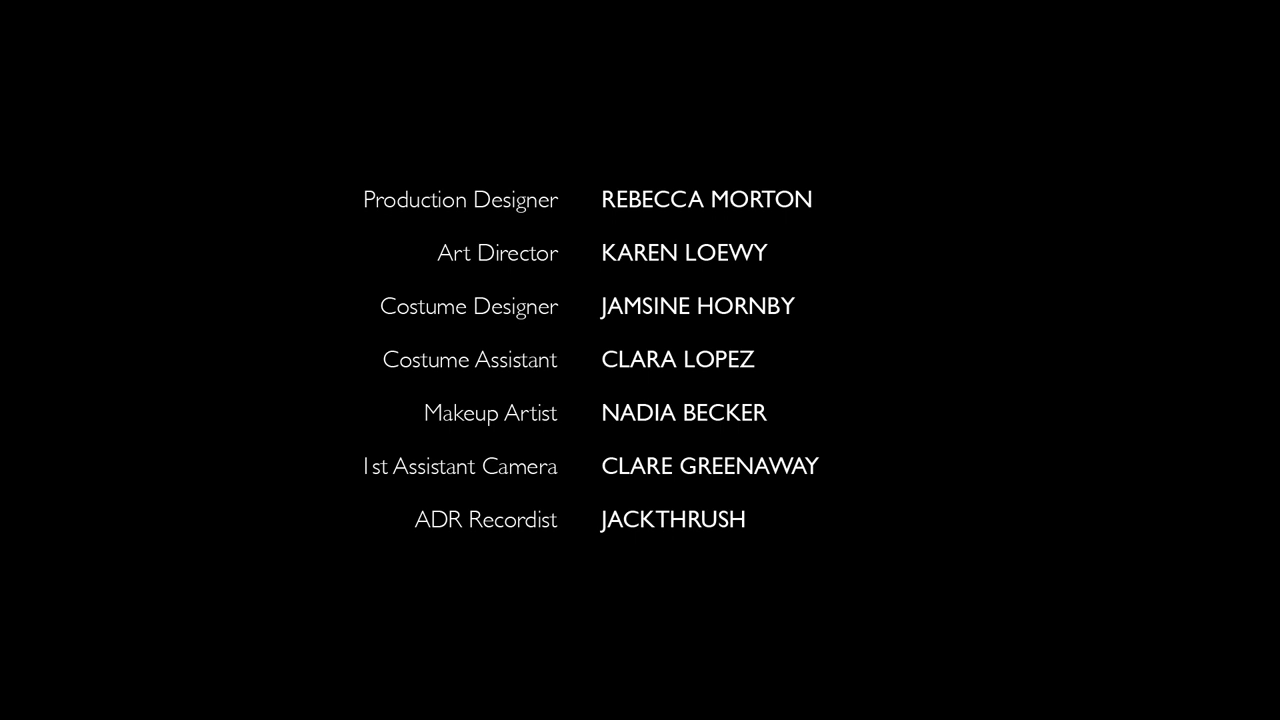 Production Designer REBECCA MORTON
Art Director KAREN LOEWY
Costume Designer JAMSINE HORNBY
Costume Assistant CLARA LOPEZ
Makeup Artist NADIA BECKER
1st Assistant Camera CLARE GREENAWAY
ADR Recordist JACKTHRUSH